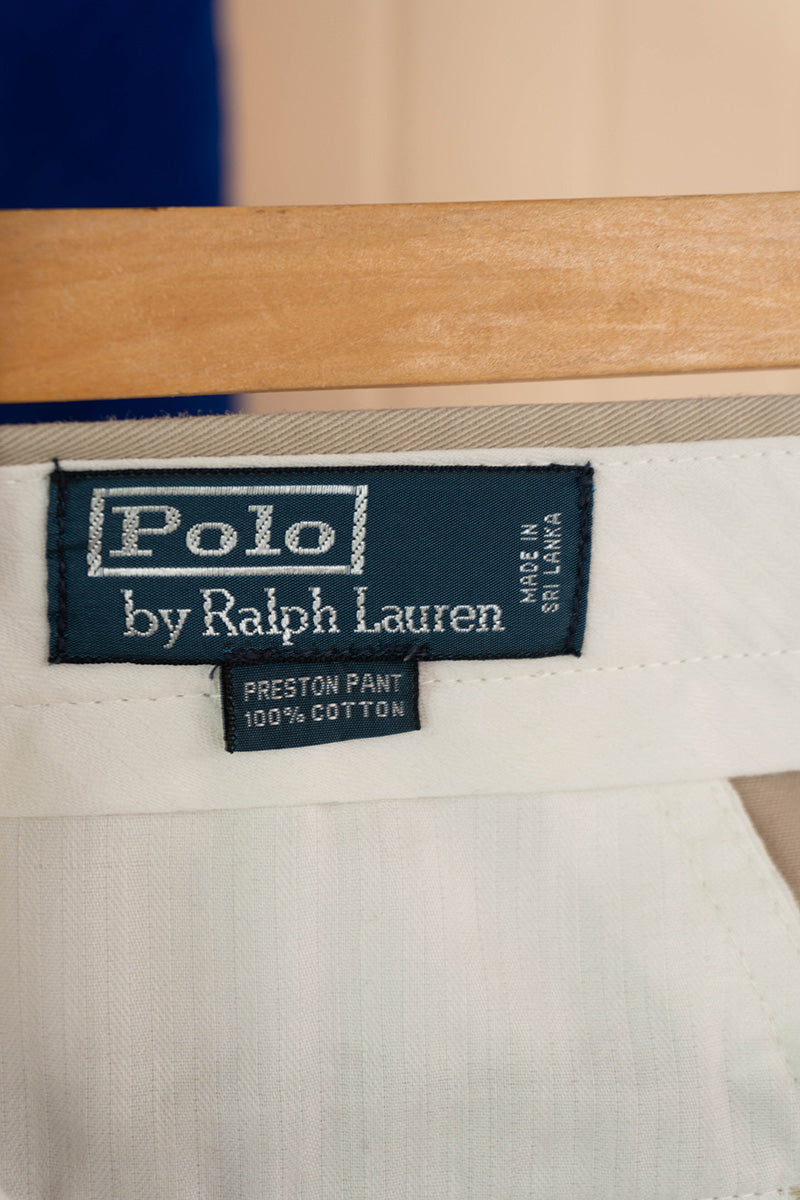 Polo
by Ralph Lauren
MADE IN
SRI LANKA
PRESTON PANT
100% COTTON